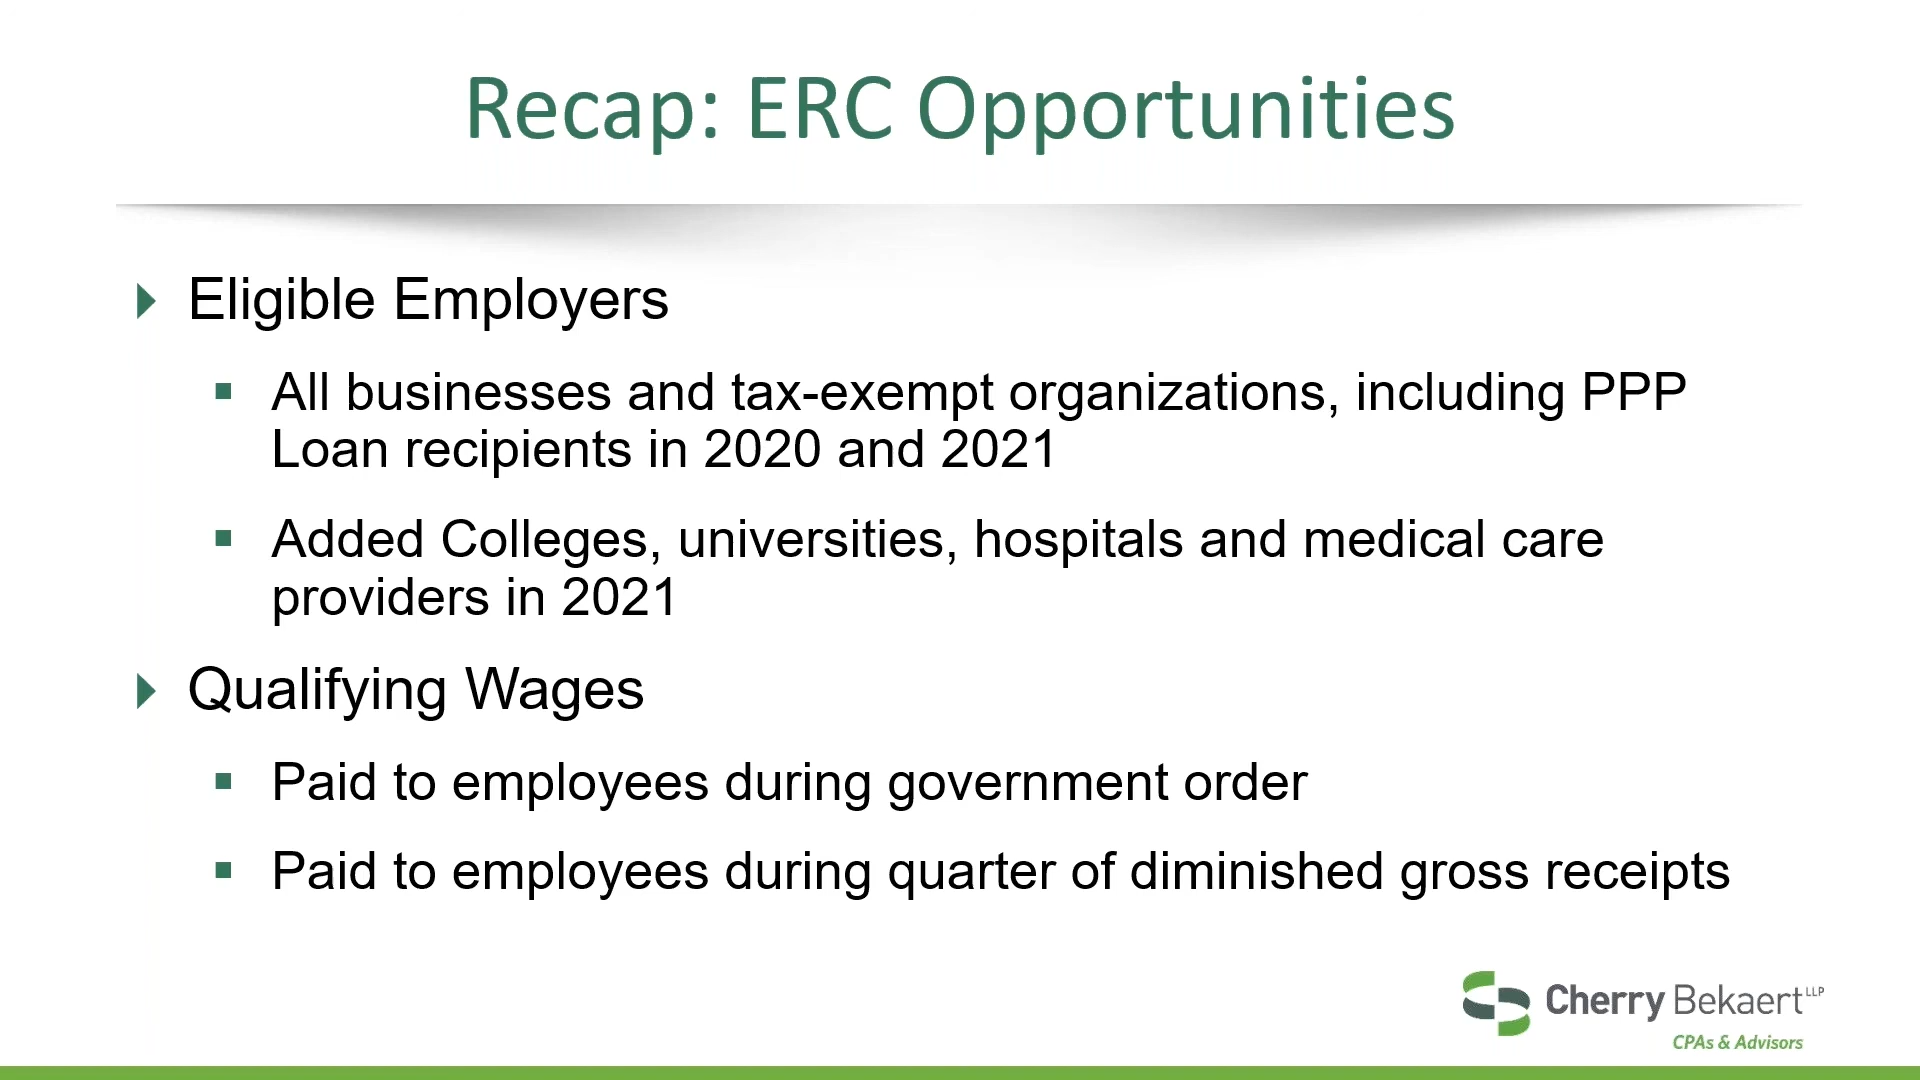 Recap: ERC Opportunities
Eligible Employers
All businesses and tax-exempt organizations, including PPP
Loan recipients in 2020 and 2021
Added Colleges, universities, hospitals and medical care
providers in 2021
Qualifying Wages
Paid to employees during government order
Paid to employees during quarter of diminished gross receipts
Cherry Bekaert LLP
CPAs & Advisors